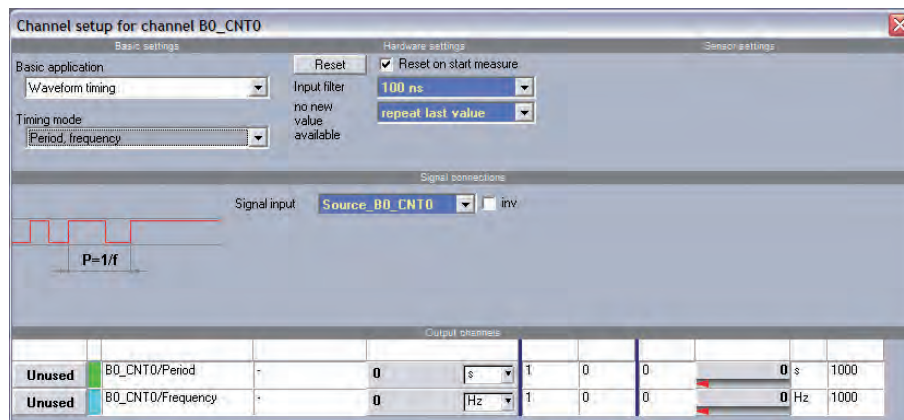 Channel setup for channel B0_CNT0
Basic settings
Hardware settings
Sensor settings
Basic application
Waveform timing
Timing mode
Period, frequency
Reset
Reset on start measure
Input filter
100 ns
no new
value
available
repeat last value
Signal connections
Signal input
Source_B0_CNT0
inv
P=1/f
Output channels
Unused B0_CNT0/Period - 0 s 1 0 0 0 s 1000
Unused B0_CNT0/Frequency - 0 Hz 1 0 0 0 Hz 1000